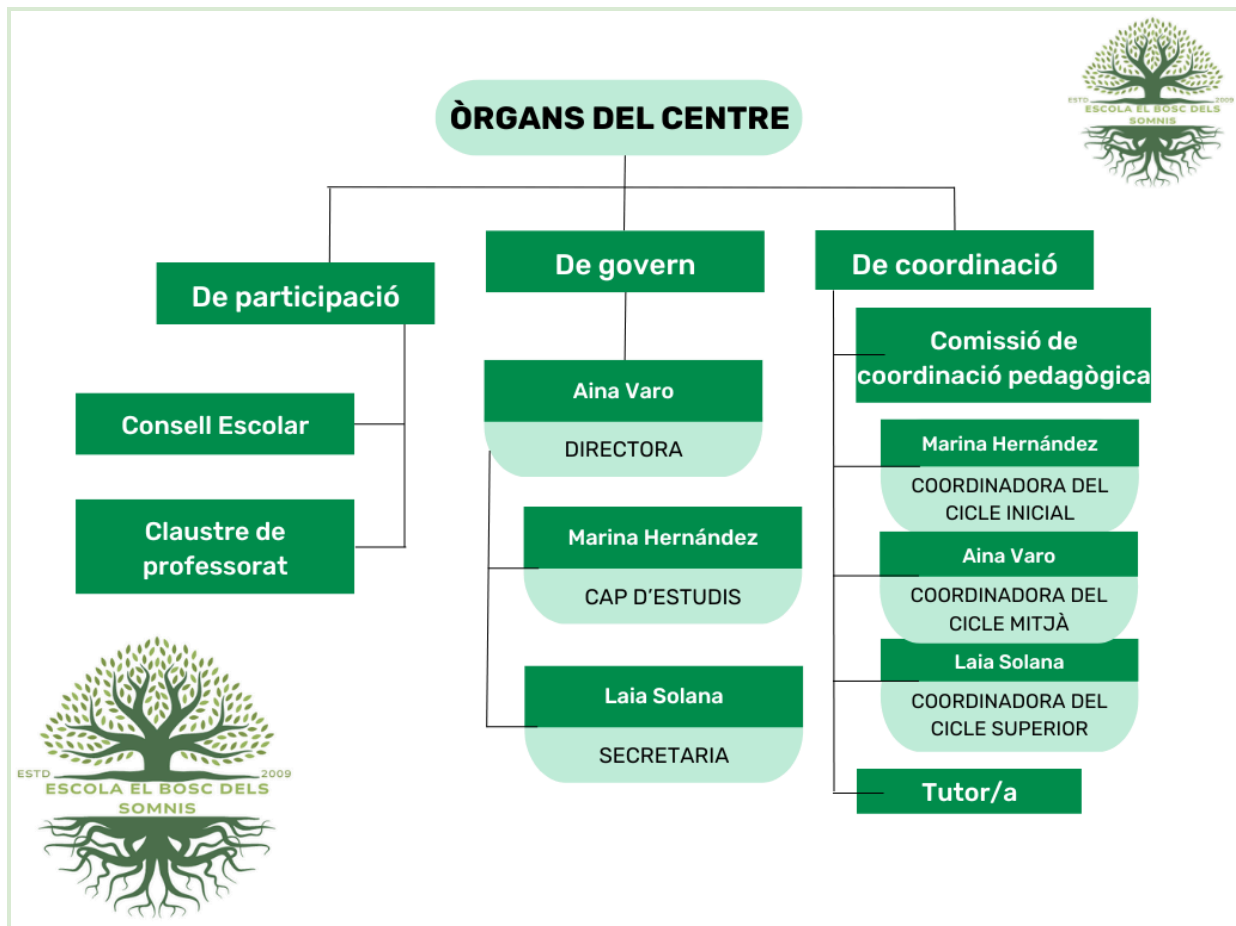 ÒRGANS DEL CENTRE
ESTD 2009
ESCOLA EL BOSC DELS
SOMNIS
De participació
Consell Escolar
Claustre de
professorat
De govern
Aina Varo
DIRECTORA
Marina Hernández
CAP D'ESTUDIS
Laia Solana
SECRETARIA
De coordinació
Comissió de
coordinació pedagògica
Marina Hernández
COORDINADORA DEL
CICLE INICIAL
Aina Varo
COORDINADORA DEL
CICLE MITJÀ
Laia Solana
COORDINADORA DEL
CICLE SUPERIOR
Tutor/a
ESTD 2009
ESCOLA EL BOSC DELS
SOMNIS